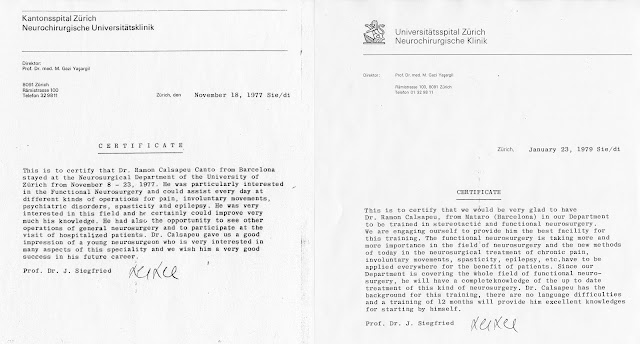 Kantonsspital Zürich
Neurochirurgische Universitätsklinik
Direktor:
Prof. Dr. med. M. Gazi Yaşargil
8091 Zürich
Rämistrasse 100
Telefon 32 98 11
Zürich, den November 18, 1977 Sie/di
CERTIFICATE
This is to certify that Dr. Ramon Calsapeu Canto from Barcelona
stayed at the Neurosurgical Department of the University of
Zürich from November 8 - 23, 1977. He was particularly interested
in the Functional Neurosurgery and could assist every day at
different kinds of operations for pain, involuntary movements,
psychiatric disorders, spasticity and epilepsy. He was very
interested in this field and he certainly could improve very
much his knowledge. He had also the opportunity to see other
operations of general neurosurgery and to participate at the
visit of hospitalized patients. Dr. Calsapeu gave us a good
impression of a young neurosurgeon who is very interested in
many aspects of this speciality and we wish him a very good
success in his future career.
Prof. Dr. J. Siegfried
Universitätsspital Zürich
Neurochirurgische Klinik
Direktor: Prof. Dr. med. M. Gazi Yaşargil
Rämistrasse 100, 8091 Zürich
Telefon 01 32 98 11
Zürich, January 23, 1979 Sie/di
CERTIFICATE
This is to certify that we would be very glad to have
Dr. Ramon Calsapeu, from Mataro (Barcelona) in our Department
to be trained in stereotactic and functional neurosurgery.
We are engaging ourself to provide him the best facility for
this training. The functional neurosurgery is taking more and
more importance in the field of neurosurgery and the new methods
of today in the neurosurgical treatment of chronic pain,
involuntary movements, spasticity, epilepsy, etc.have to be
applied everywhere for the benefit of patients. Since our
Department is covering the whole field of functional neuro-
surgery, he will have a completeknowledge of the up to date
treatment of this kind of neurosurgery. Dr. Calsapeu has the
background for this training, there are no language difficulties
and a training of 12 months will provide him excellent knowledges
for starting by himself.
Prof. Dr. J. Siegfried